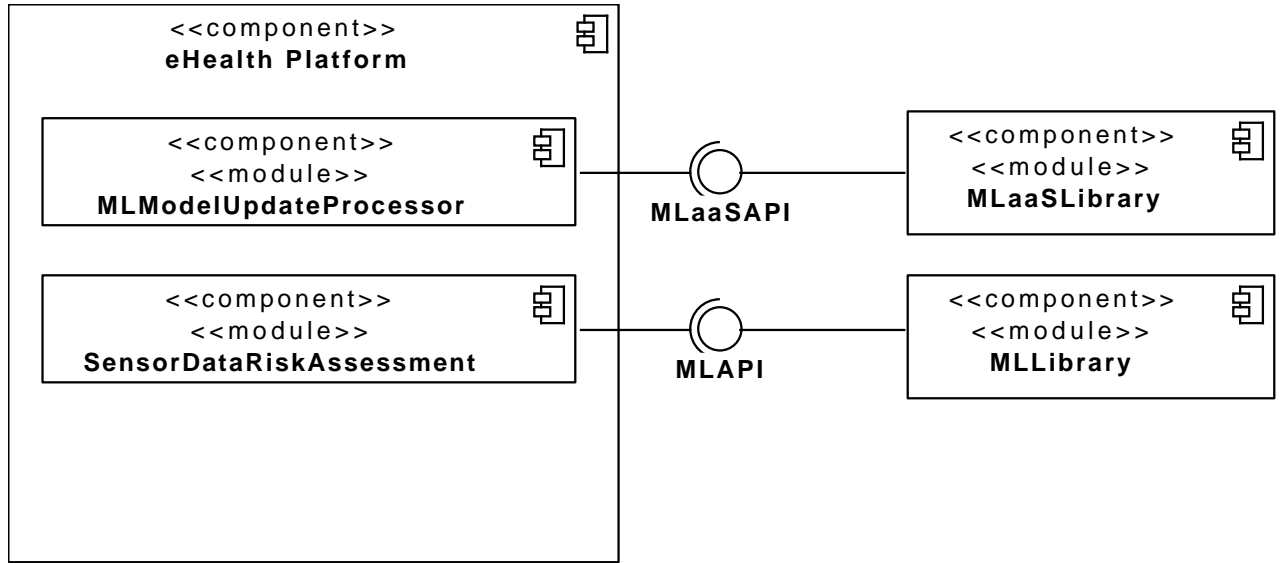 <<component>>
eHealth Platform
<<component>>
<<module>>
MLModelUpdateProcessor
MLaaSAPI
<<component>>
<<module>>
MLaaSLibrary
<<component>>
<<module>>
SensorDataRiskAssessment
MLAPI
<<component>>
<<module>>
MLLibrary